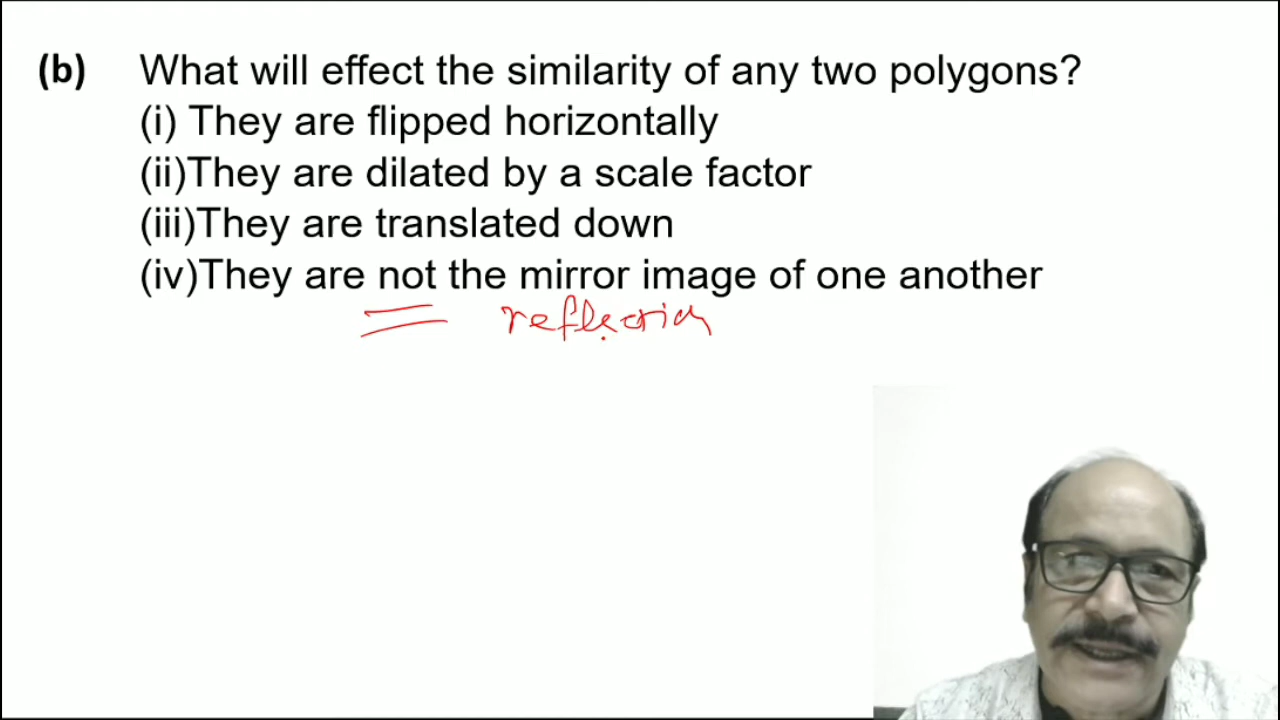 (b) What will effect the similarity of any two polygons?
(i) They are flipped horizontally
(ii)They are dilated by a scale factor
(iii)They are translated down
(iv)They are not the mirror image of one another
reflection